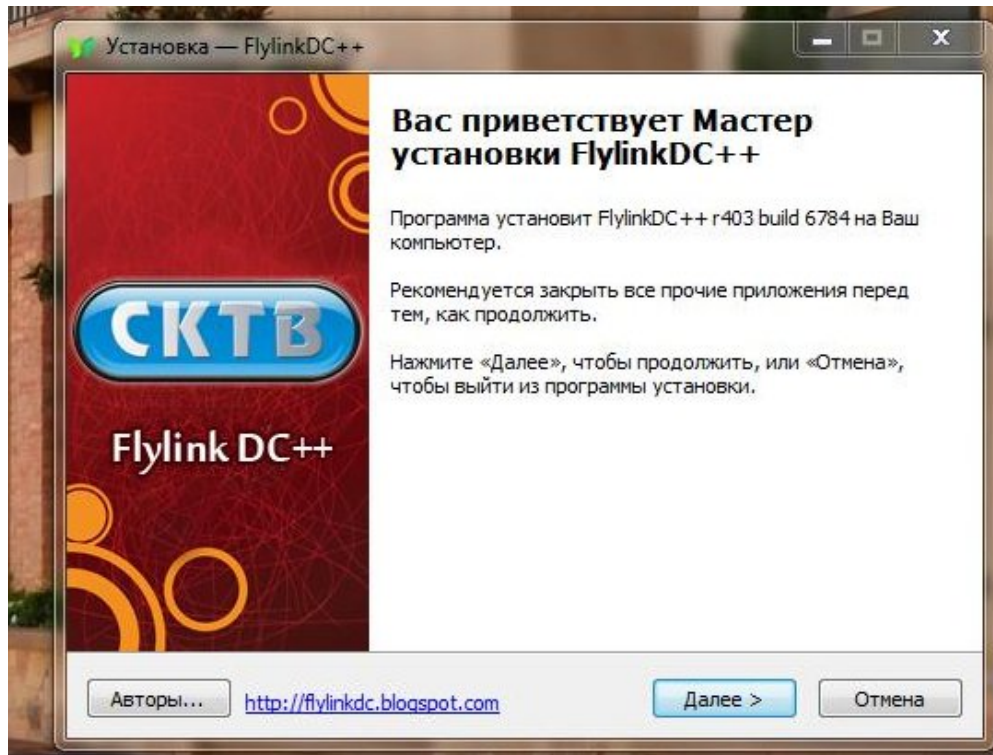 Установка — FlylinkDC++
Вас приветствует Мастер
установки FlylinkDC++
Программа установит FlylinkDC++ r403 build 6784 на Ваш
компьютер.
Рекомендуется закрыть все прочие приложения перед
тем, как продолжить.
Нажмите «Далее», чтобы продолжить, или «Отмена»,
чтобы выйти из программы установки.
СКТВ
Flylink DC++
Авторы...
http://flylinkdc.blogspot.com
Далее >
Отмена